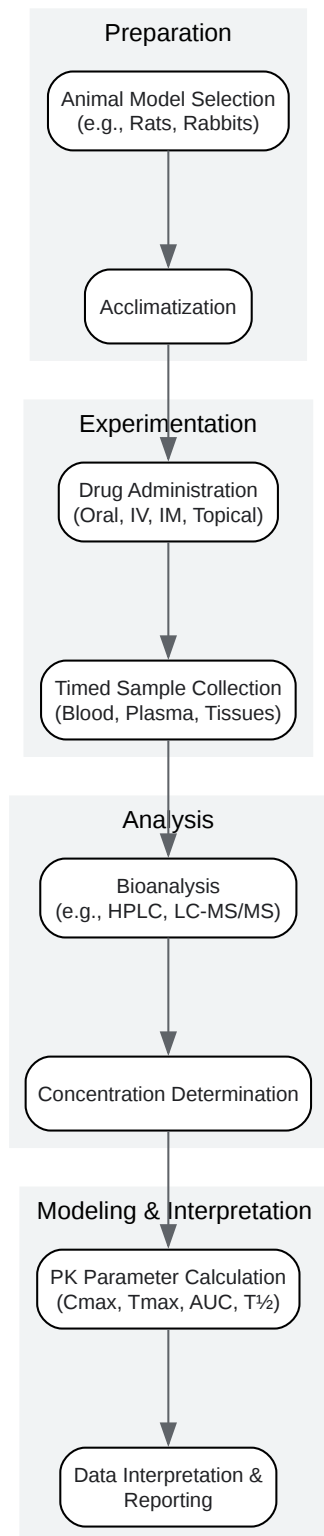 Preparation
Animal Model Selection
(e.g., Rats, Rabbits)
Acclimatization
Experimentation
Drug Administration
(Oral, IV, IM, Topical)
Timed Sample Collection
(Blood, Plasma, Tissues)
Analysis
Bioanalysis
(e.g., HPLC, LC-MS/MS)
Concentration Determination
Modeling & Interpretation
PK Parameter Calculation
(Cmax, Tmax, AUC, T½)
Data Interpretation &
Reporting